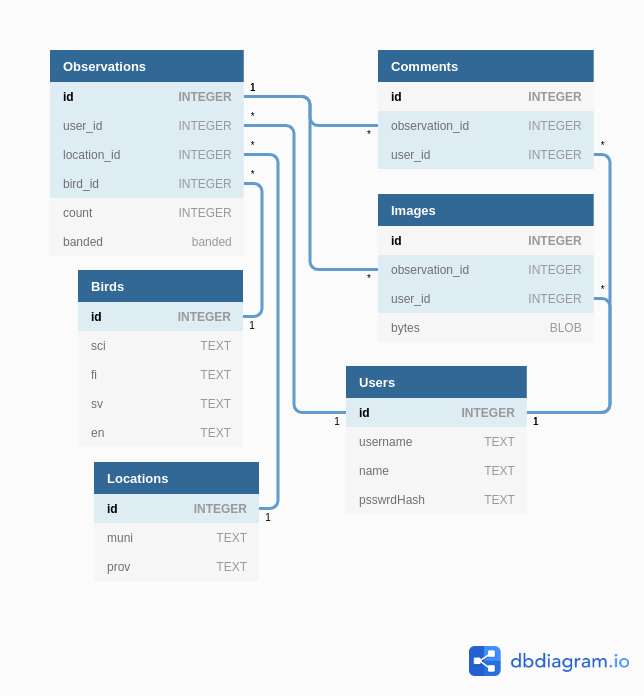 Observations
id INTEGER 1
user_id INTEGER *
location_id INTEGER *
bird_id INTEGER *
count INTEGER
banded banded
Birds
id INTEGER 1
sci TEXT
fi TEXT
sv TEXT
en TEXT
Locations
id INTEGER 1
muni TEXT
prov TEXT
Comments
id INTEGER
* observation_id INTEGER
user_id INTEGER *
Images
id INTEGER
* observation_id INTEGER
user_id INTEGER *
bytes BLOB
Users
1 id INTEGER 1
username TEXT
name TEXT
psswrdHash TEXT
dbdiagram.io